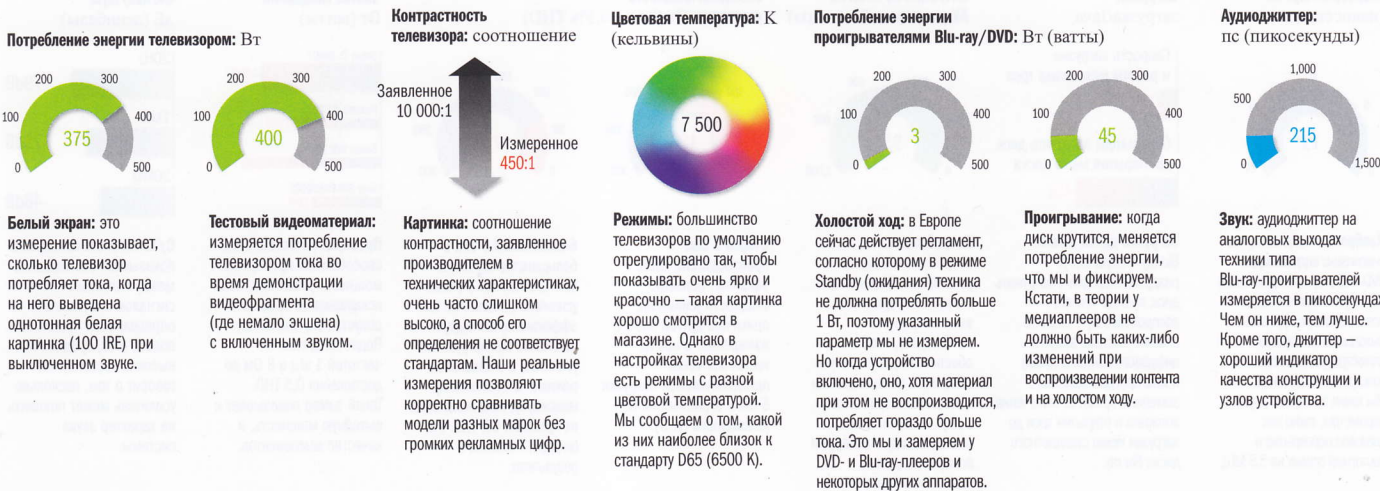 Потребление энергии телевизором: Вт
200
300
100
400
375
0
500
200
300
100
400
400
0
500
Белый экран: это
измерение показывает,
сколько телевизор
потребляет тока, когда
на него выведена
однотонная белая
картинка (100 IRE) при
выключенном звуке.
Тестовый видеоматериал:
измеряется потребление
телевизором тока во
время демонстрации
видеофрагмента
(где немало экшена)
с включенным звуком.
Контрастность
телевизора: соотношение
Заявленное
10 000:1
Измеренное
450:1
Картинка: соотношение
контрастности, заявленное
производителем в
технических характеристиках,
очень часто слишком
высоко, а способ его
определения не соответствует
стандартам. Наши реальные
измерения позволяют
корректно сравнивать
модели разных марок без
громких рекламных цифр.
Цветовая температура: К
(кельвины)
7 500
Режимы: большинство
телевизоров по умолчанию
отрегулировано так, чтобы
показывать очень ярко и
красочно – такая картинка
хорошо смотрится в
магазине. Однако в
настройках телевизора
есть режимы с разной
цветовой температурой.
Мы сообщаем о том, какой
из них наиболее близок к
стандарту D65 (6500 К).
Потребление энергии
проигрывателями Blu-ray/DVD: Вт (ватты)
200
300
100
400
3
0
500
200
300
100
400
45
0
500
Холостой ход: в Европе
сейчас действует регламент,
согласно которому в режиме
Standby (ожидания) техника
не должна потреблять больше
1 Вт, поэтому указанный
параметр мы не измеряем.
Но когда устройство
включено, оно, хотя материал
при этом не воспроизводится,
потребляет гораздо больше
тока. Это мы и замеряем у
DVD- и Blu-ray-плееров и
некоторых других аппаратов.
Проигрывание: когда
диск крутится, меняется
потребление энергии,
что мы и фиксируем.
Кстати, в теории у
медиаплееров не
должно быть каких-либо
изменений при
воспроизведении контента
и на холостом ходу.
Аудиоджиттер:
пс (пикосекунды)
1,000
500
215
0
1,500
Звук: аудиоджиттер на
аналоговых выходах
техники типа
Blu-ray-проигрывателей
измеряется в пикосекундах
Чем он ниже, тем лучше.
Кроме того, джиттер –
хороший индикатор
качества конструкции и
узлов устройства.